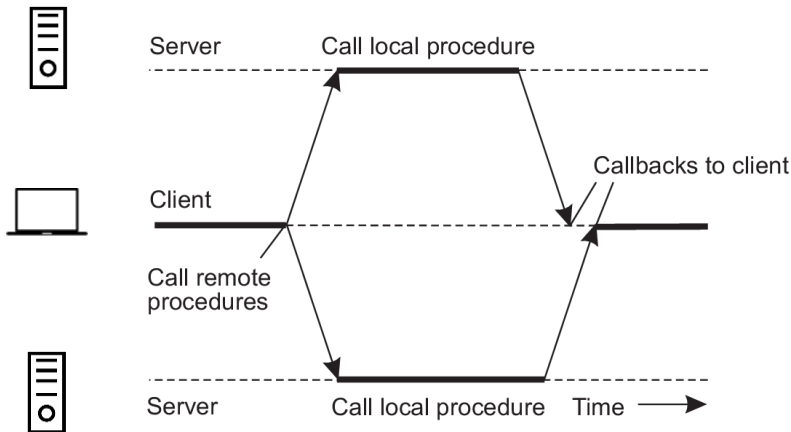 Server
Call local procedure
Callbacks to client
Client
Call remote
procedures
Server
Call local procedure
Time